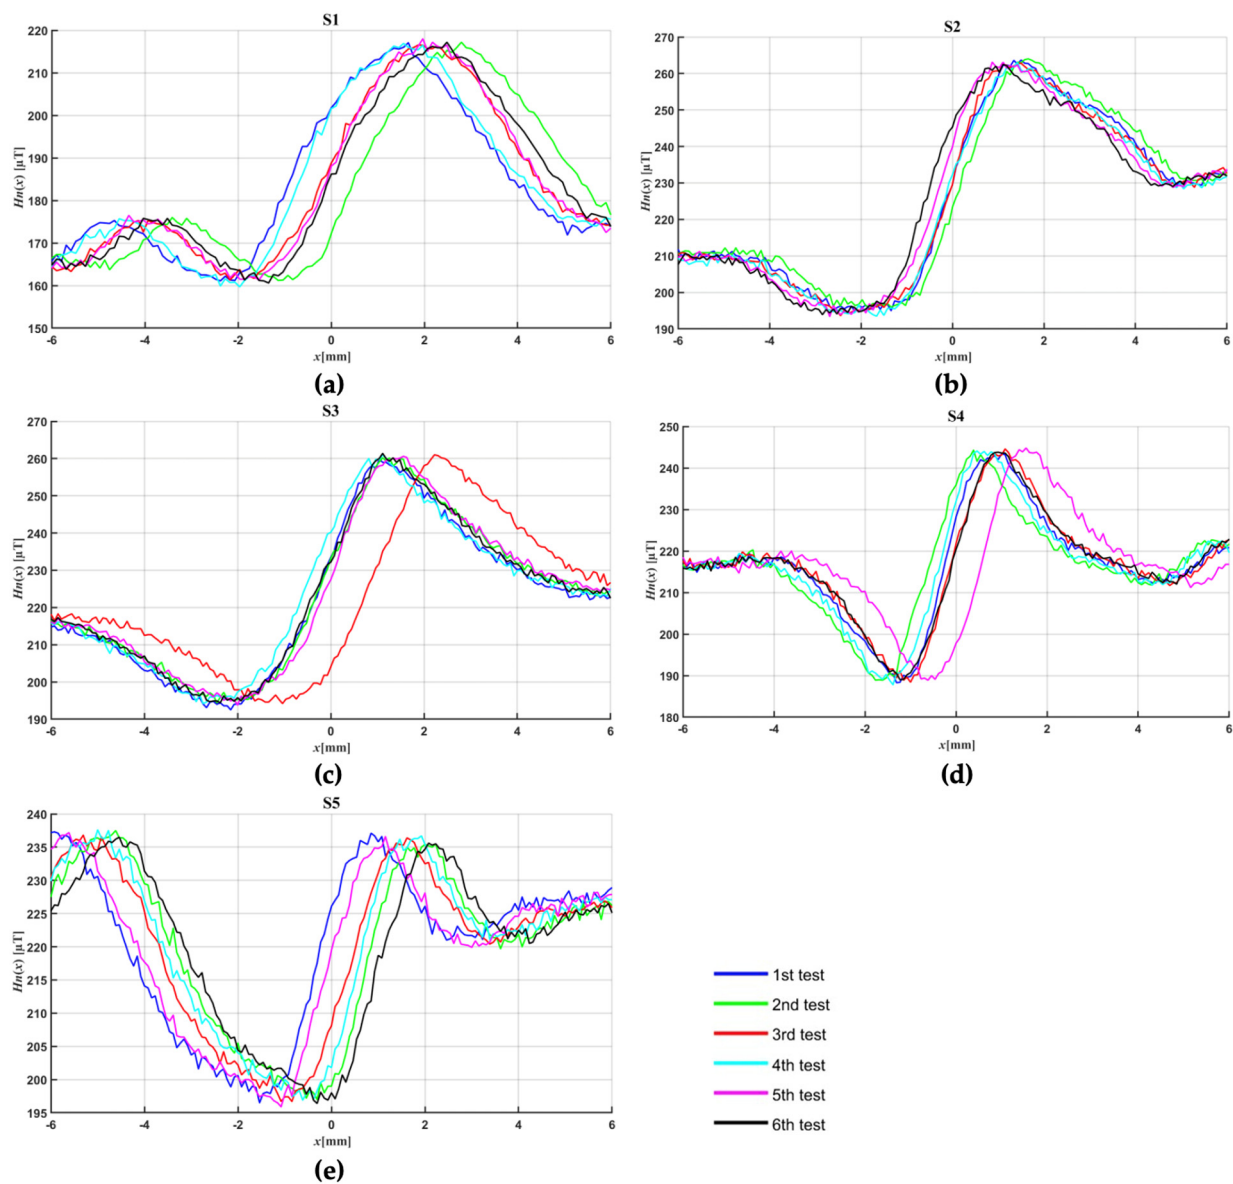 S1
220
210
200
190
180
170
160
150
Hn(x) [µT]
-6 -4 -2 0 2 4 6
x[mm]
(a)
S2
270
260
250
240
230
220
210
200
190
Hn(x) [µT]
-6 -4 -2 0 2 4 6
x[mm]
(b)
S3
270
260
250
240
230
220
210
200
190
Hn(x) [µT]
-6 -4 -2 0 2 4 6
x[mm]
(c)
S4
250
240
230
220
210
200
190
180
Hn(x) [µT]
-6 -4 -2 0 2 4 6
x[mm]
(d)
S5
240
235
230
225
220
215
210
205
200
195
Hn(x) [µT]
-6 -4 -2 0 2 4 6
x[mm]
(e)
1st test
2nd test
3rd test
4th test
5th test
6th test